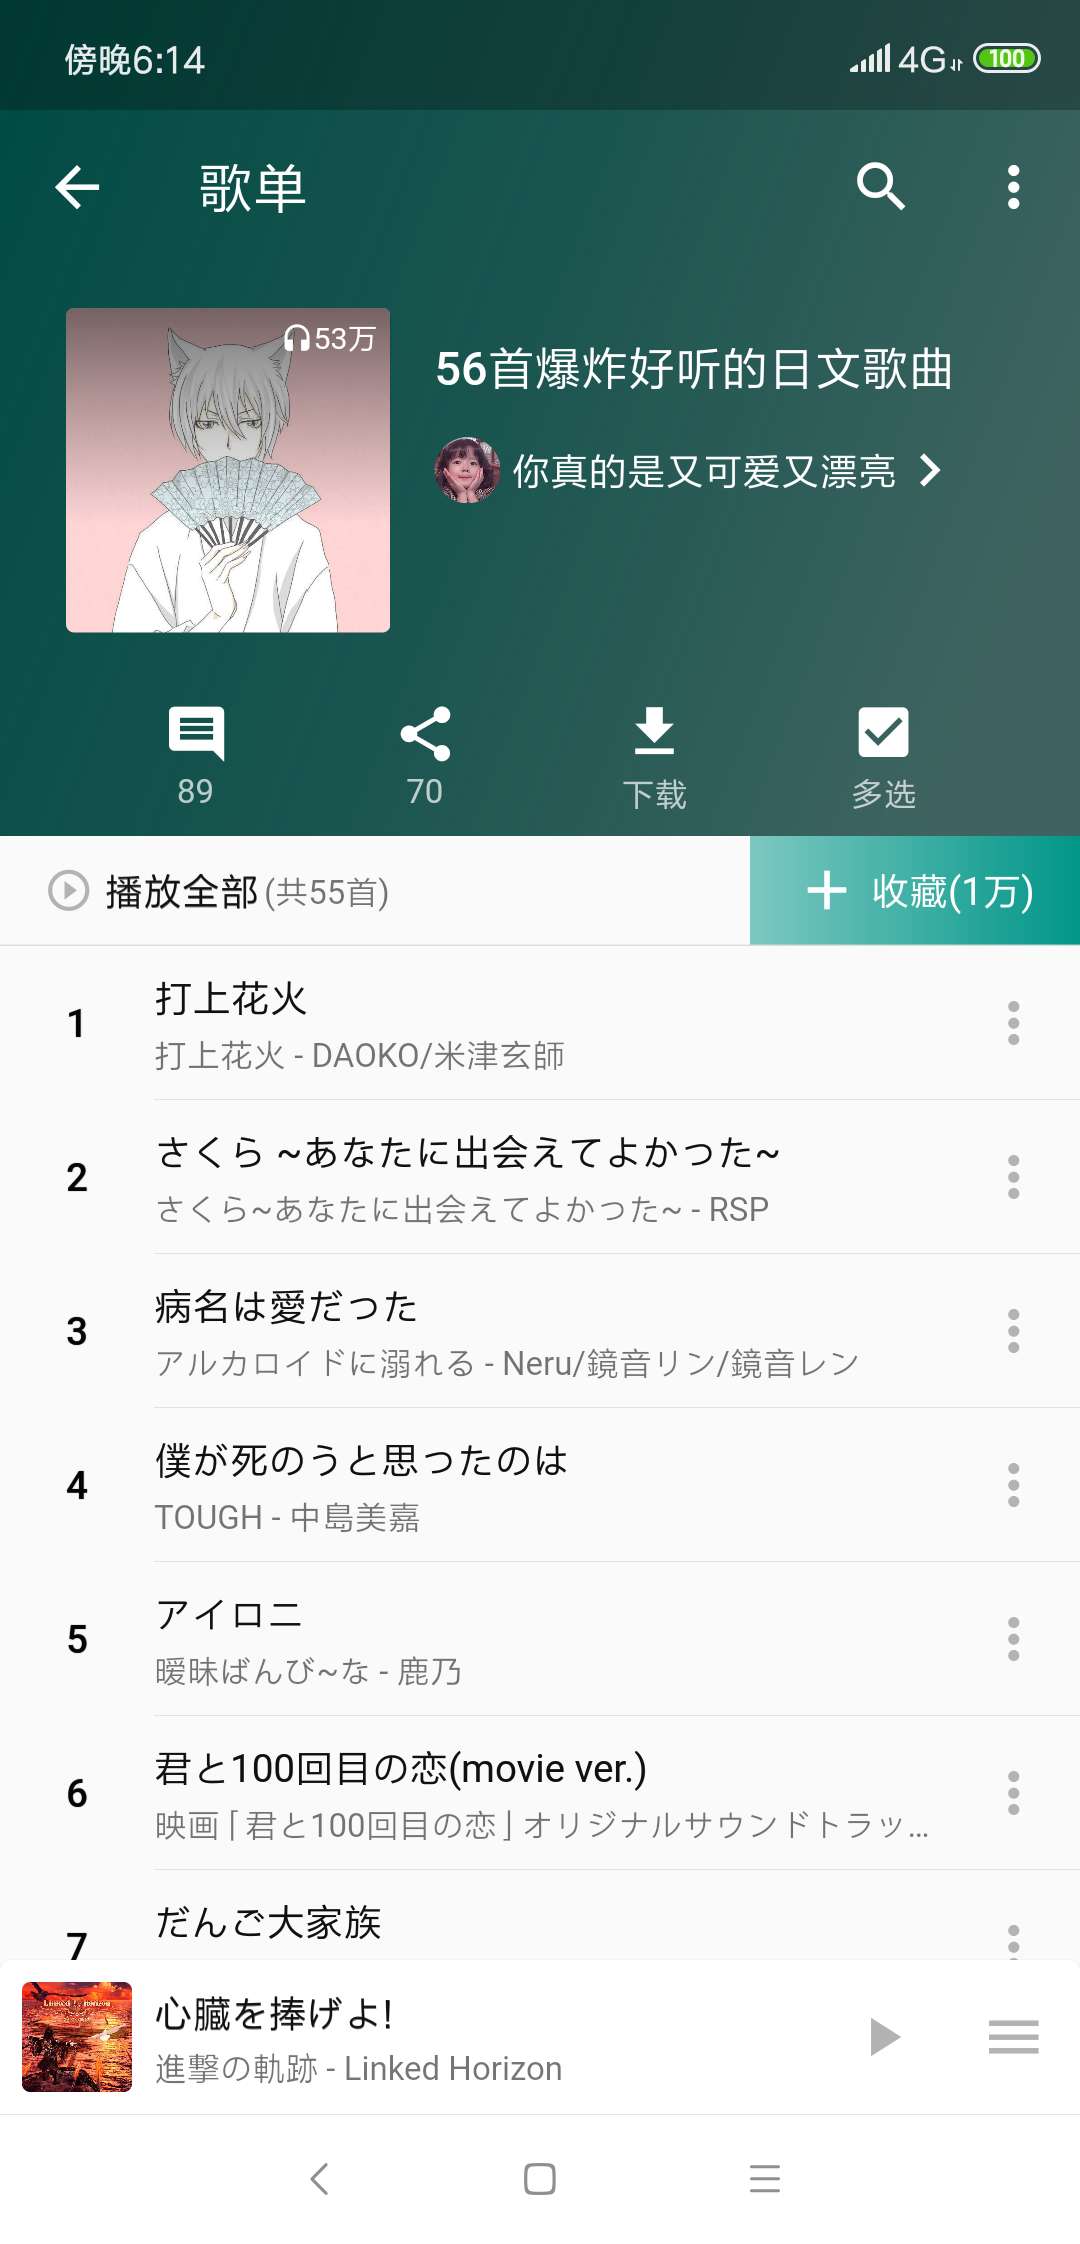 傍晚6:14
4G
100
歌单
53万
56首爆炸好听的日文歌曲
你真的是又可爱又漂亮
89
70
下载
多选
播放全部(共55首)
收藏(1万)
1
打上花火
打上花火 - DAOKO/米津玄師
2
さくら ~あなたに出会えてよかった~
さくら~あなたに出会えてよかった~ - RSP
3
病名は愛だった
アルカロイドに溺れる - Neru/鏡音リン/鏡音レン
4
僕が死のうと思ったのは
TOUGH - 中島美嘉
5
アイロニ
曖昧ばんび~な - 鹿乃
6
君と100回目の恋(movie ver.)
映画「君と100回目の恋」オリジナルサウンドトラッ...
7
だんご大家族
Linked Horizon
心臓を捧げよ!
進撃の軌跡 - Linked Horizon